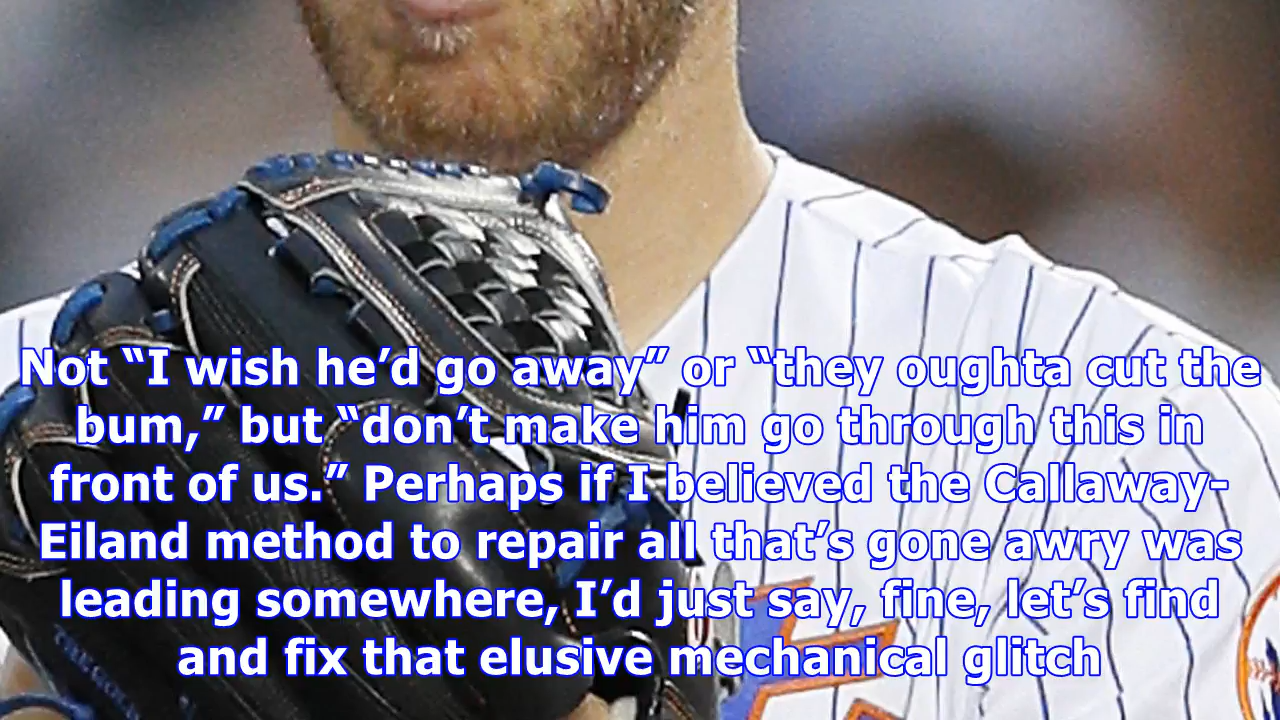 Not “I wish he’d go away” or “they oughta cut the
bum,” but “don’t make him go through this in
front of us.” Perhaps if I believed the Callaway-
Eiland method to repair all that’s gone awry was
leading somewhere, I’d just say, fine, let’s find
and fix that elusive mechanical glitch